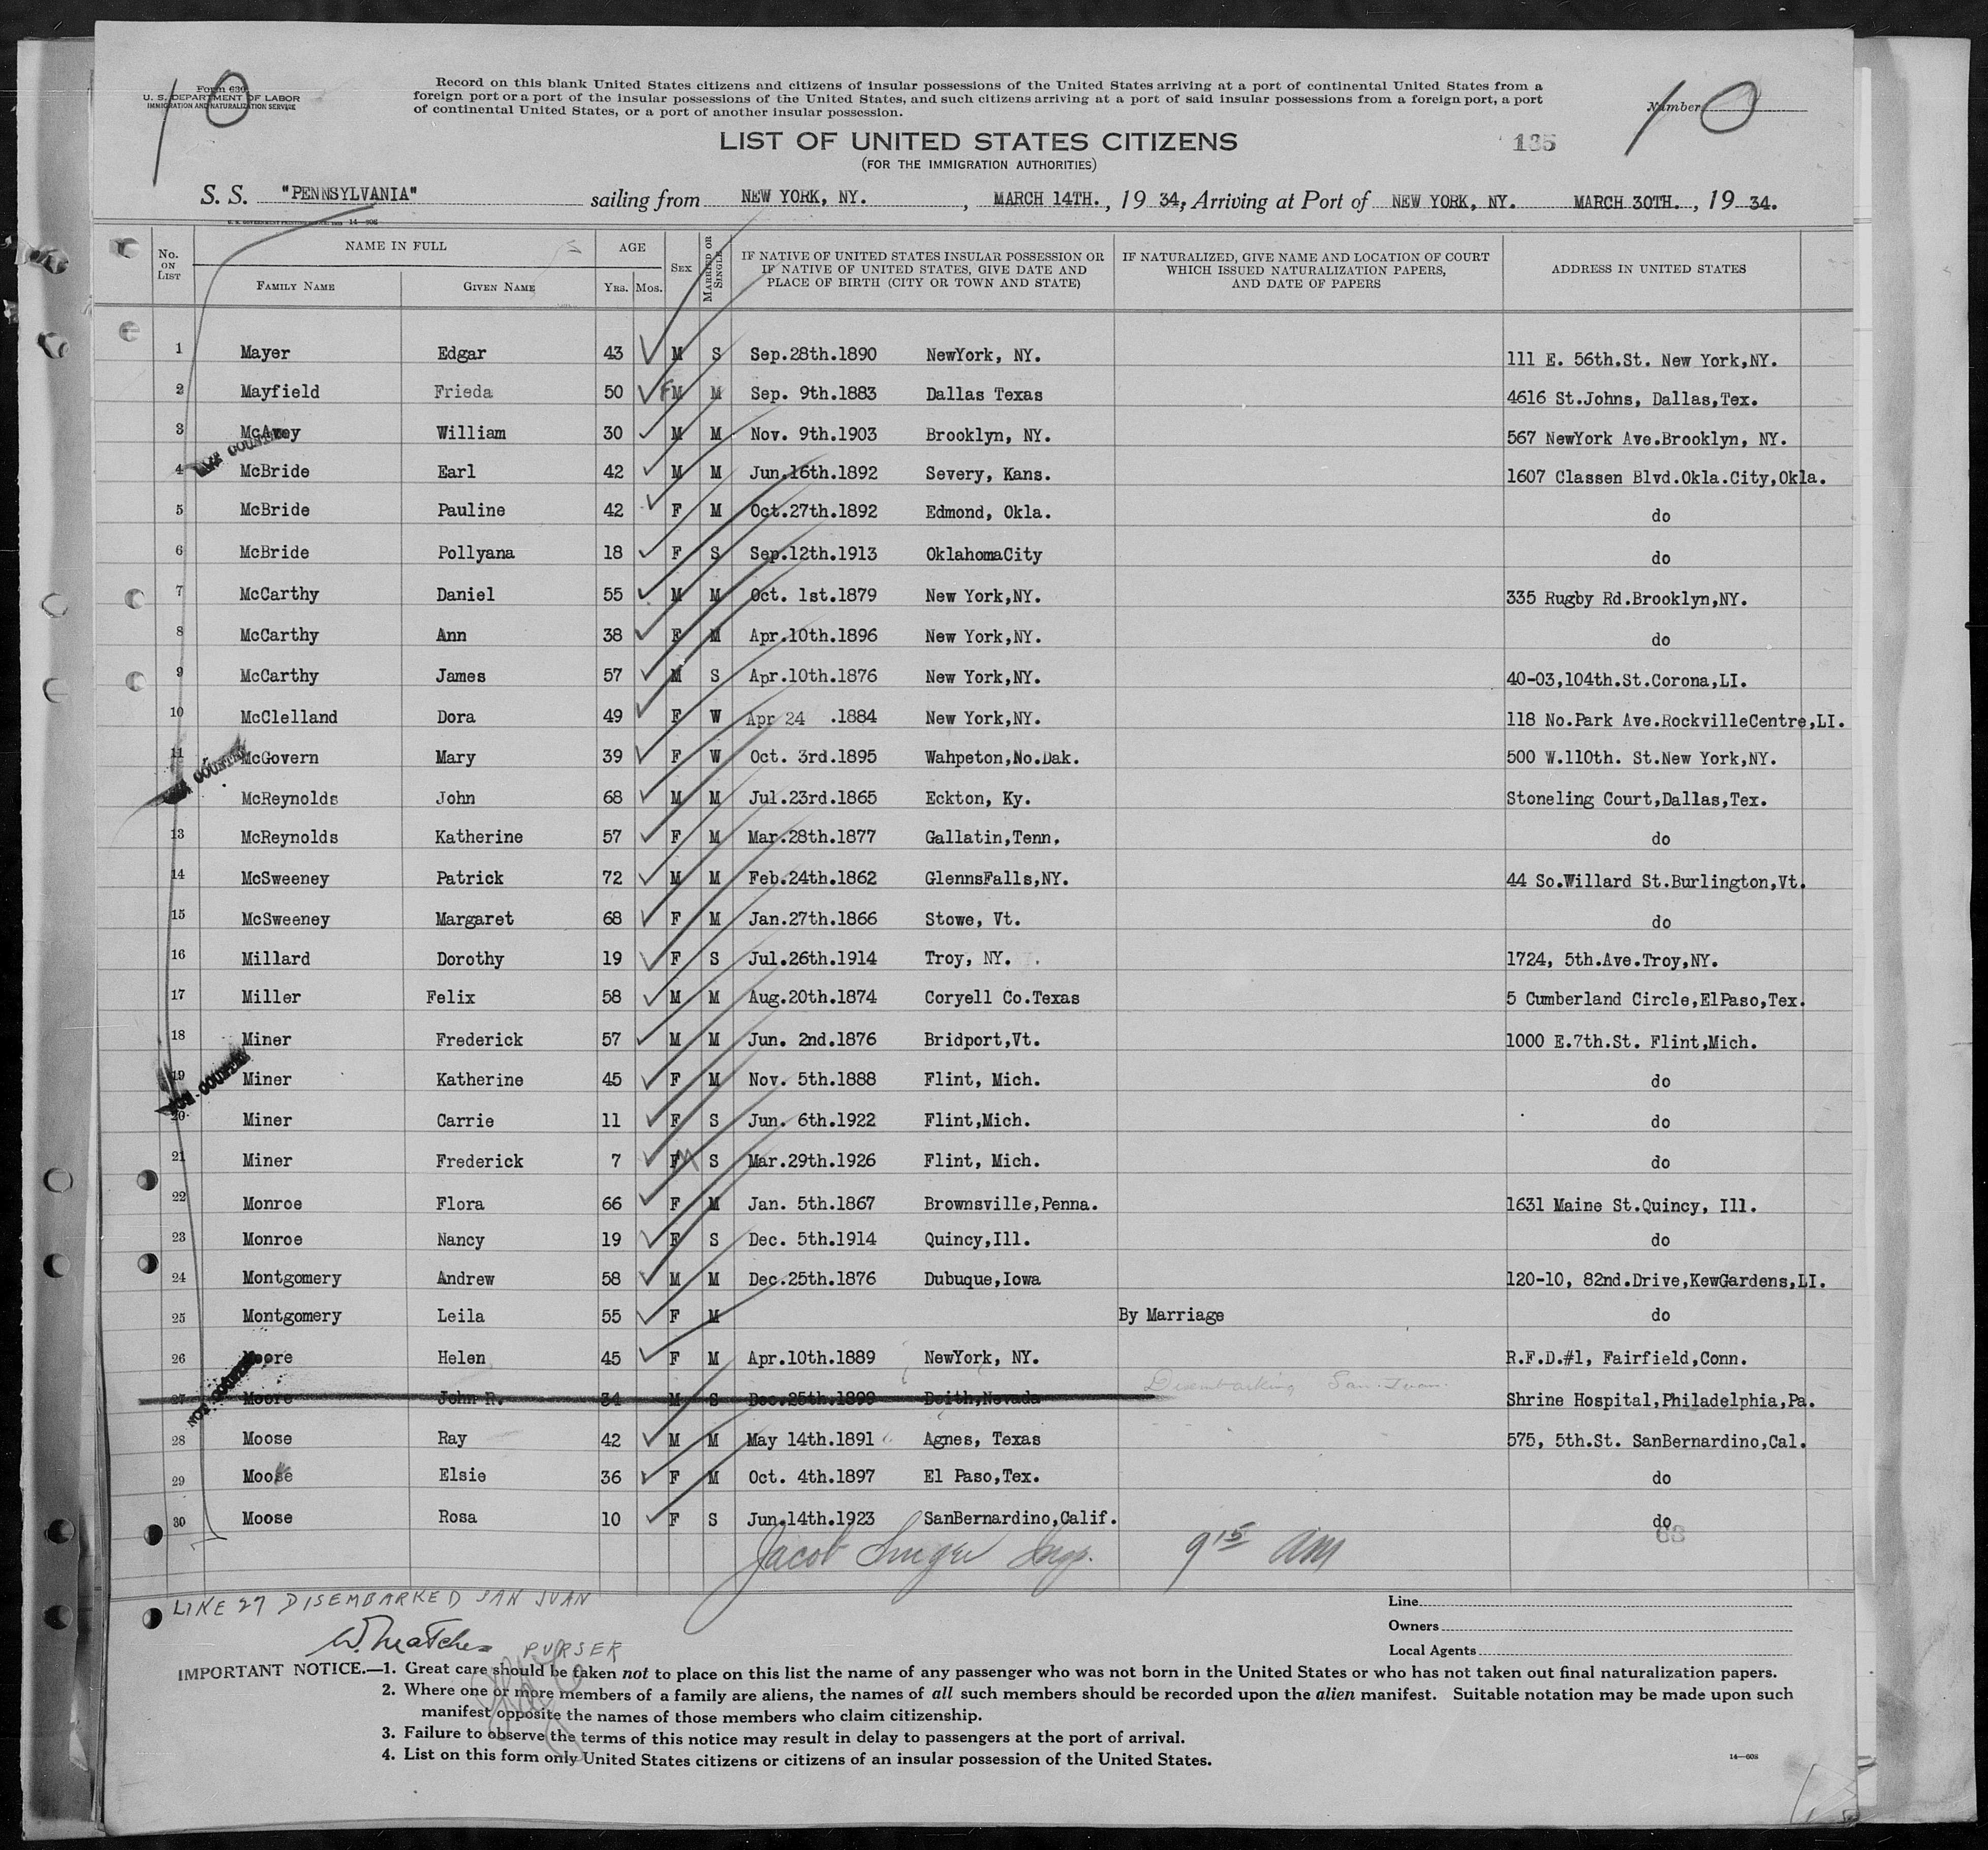 10
Form 630
U. S. DEPARTMENT OF LABOR
IMMIGRATION AND NATURALIZATION SERVICE
Record on this blank United States citizens and citizens of insular possessions of the United States arriving at a port of continental United States from a
foreign port or a port of the insular possessions of the United States, and such citizens arriving at a port of said insular possessions from a foreign port, a port
of continental United States, or a port of another insular possession.
Number 10
LIST OF UNITED STATES CITIZENS
135
(FOR THE IMMIGRATION AUTHORITIES)
S. S. "PENNSYLVANIA" sailing from NEW YORK, NY. , MARCH 14TH. , 19 34, Arriving at Port of NEW YORK, NY. MARCH 30TH. , 19 34.
No. ON LIST NAME IN FULL FAMILY NAME GIVEN NAME AGE YRS. MOS. SEX MARRIED OR SINGLE IF NATIVE OF UNITED STATES INSULAR POSSESSION OR IF NATIVE OF UNITED STATES, GIVE DATE AND PLACE OF BIRTH (CITY OR TOWN AND STATE) IF NATURALIZED, GIVE NAME AND LOCATION OF COURT WHICH ISSUED NATURALIZATION PAPERS, AND DATE OF PAPERS ADDRESS IN UNITED STATES
1 Mayer Edgar 43 M S Sep.28th.1890 NewYork, NY. 111 E. 56th.St. New York,NY.
2 Mayfield Frieda 50 F M M Sep. 9th.1883 Dallas Texas 4616 St.Johns, Dallas,Tex.
3 McAvey William 30 M M Nov. 9th.1903 Brooklyn, NY. 567 NewYork Ave.Brooklyn, NY.
4 McBride Earl 42 M M Jun.16th.1892 Severy, Kans. 1607 Classen Blvd.Okla.City,Okla.
5 McBride Pauline 42 F M Oct.27th.1892 Edmond, Okla. do
6 McBride Pollyana 18 F S Sep.12th.1913 OklahomaCity do
7 McCarthy Daniel 55 M M Oct. 1st.1879 New York,NY. 335 Rugby Rd.Brooklyn,NY.
8 McCarthy Ann 38 F M Apr.10th.1896 New York,NY. do
9 McCarthy James 57 M S Apr.10th.1876 New York,NY. 40-03,104th.St.Corona,LI.
10 McClelland Dora 49 F W Apr 24 .1884 New York,NY. 118 No.Park Ave.RockvilleCentre,LI.
11 McGovern Mary 39 F W Oct. 3rd.1895 Wahpeton,No.Dak. 500 W.110th. St.New York,NY.
McReynolds John 68 M M Jul.23rd.1865 Eckton, Ky. Stoneling Court,Dallas,Tex.
13 McReynolds Katherine 57 F M Mar.28th.1877 Gallatin,Tenn. do
14 McSweeney Patrick 72 M M Feb.24th.1862 GlennsFalls,NY. 44 So.Willard St.Burlington,Vt.
15 McSweeney Margaret 68 F M Jan.27th.1866 Stowe, Vt. do
16 Millard Dorothy 19 F S Jul.26th.1914 Troy, NY. 1724, 5th.Ave.Troy,NY.
17 Miller Felix 58 M M Aug.20th.1874 Coryell Co.Texas 5 Cumberland Circle,ElPaso,Tex.
18 Miner Frederick 57 M M Jun. 2nd.1876 Bridport,Vt. 1000 E.7th.St. Flint,Mich.
19 Miner Katherine 45 F M Nov. 5th.1888 Flint, Mich. do
20 Miner Carrie 11 F S Jun. 6th.1922 Flint,Mich. do
21 Miner Frederick 7 F M S Mar.29th.1926 Flint, Mich. do
22 Monroe Flora 66 F M Jan. 5th.1867 Brownsville,Penna. 1631 Maine St.Quincy, Ill.
23 Monroe Nancy 19 F S Dec. 5th.1914 Quincy,Ill. do
24 Montgomery Andrew 58 M M Dec.25th.1876 Dubuque,Iowa 120-10, 82nd.Drive,KewGardens,LI.
25 Montgomery Leila 55 F M By Marriage do
26 Moore Helen 45 F M Apr.10th.1889 NewYork, NY. R.F.D.#1, Fairfield,Conn.
27 Moore John R. 34 M S Dec.25th.1899 Beith,Nevada Disembarking San Juan Shrine Hospital,Philadelphia,Pa.
28 Moose Ray 42 M M May 14th.1891 Agnes, Texas 575, 5th.St. SanBernardino,Cal.
29 Moose Elsie 36 F M Oct. 4th.1897 El Paso,Tex. do
30 Moose Rosa 10 F S Jun.14th.1923 SanBernardino,Calif. do
Jacob Singer Insp. 9 15 AM
LINE 27 DISEMBARKED SAN JUAN
PURSER
Line
Owners
Local Agents
IMPORTANT NOTICE.—1. Great care should be taken not to place on this list the name of any passenger who was not born in the United States or who has not taken out final naturalization papers.
2. Where one or more members of a family are aliens, the names of all such members should be recorded upon the alien manifest. Suitable notation may be made upon such
manifest opposite the names of those members who claim citizenship.
3. Failure to observe the terms of this notice may result in delay to passengers at the port of arrival.
4. List on this form only United States citizens or citizens of an insular possession of the United States.